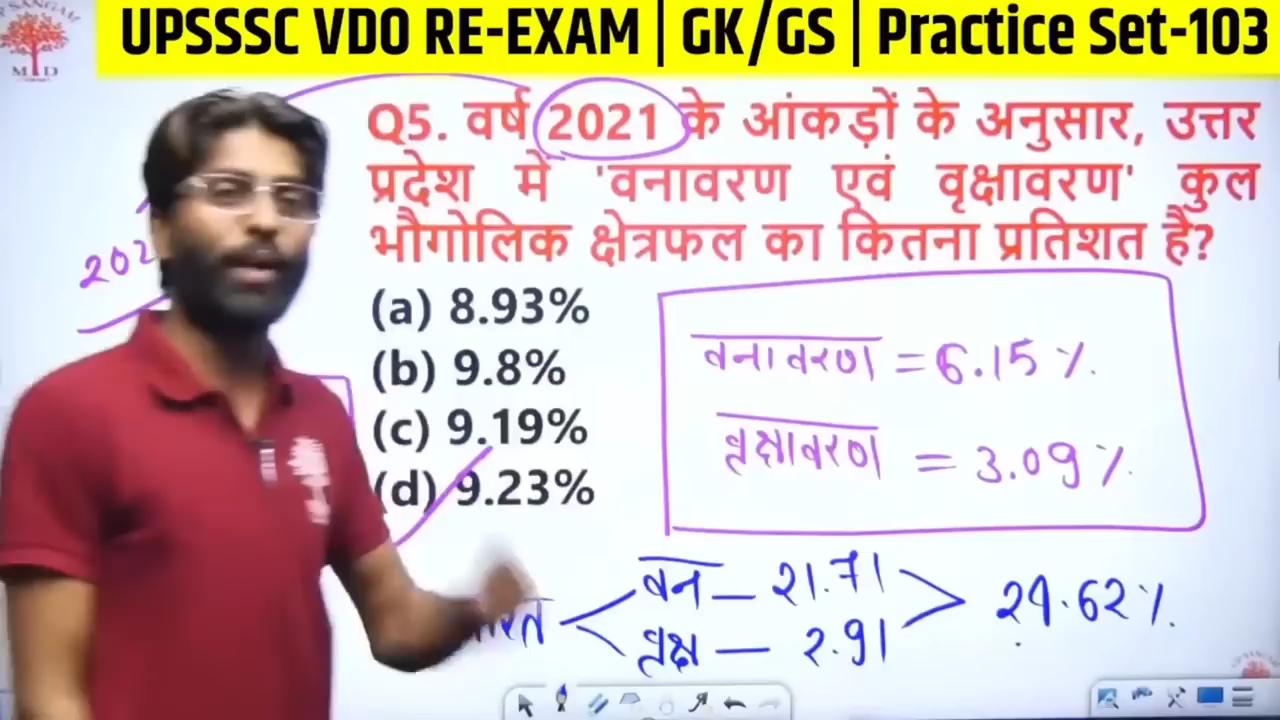 UPSSSC VDO RE-EXAM | GK/GS | Practice Set-103
Q5. वर्ष 2021 के आंकड़ों के अनुसार, उत्तर
प्रदेश में 'वनावरण एवं वृक्षावरण' कुल
भौगोलिक क्षेत्रफल का कितना प्रतिशत है?
202
(a) 8.93%
(b) 9.8%
(c) 9.19%
(d) 9.23%
वनावरण = 6.15 %.
वृक्षावरण = 3.09 %.
वन — 21.71
वृक्ष — 2.91
24.62 %.